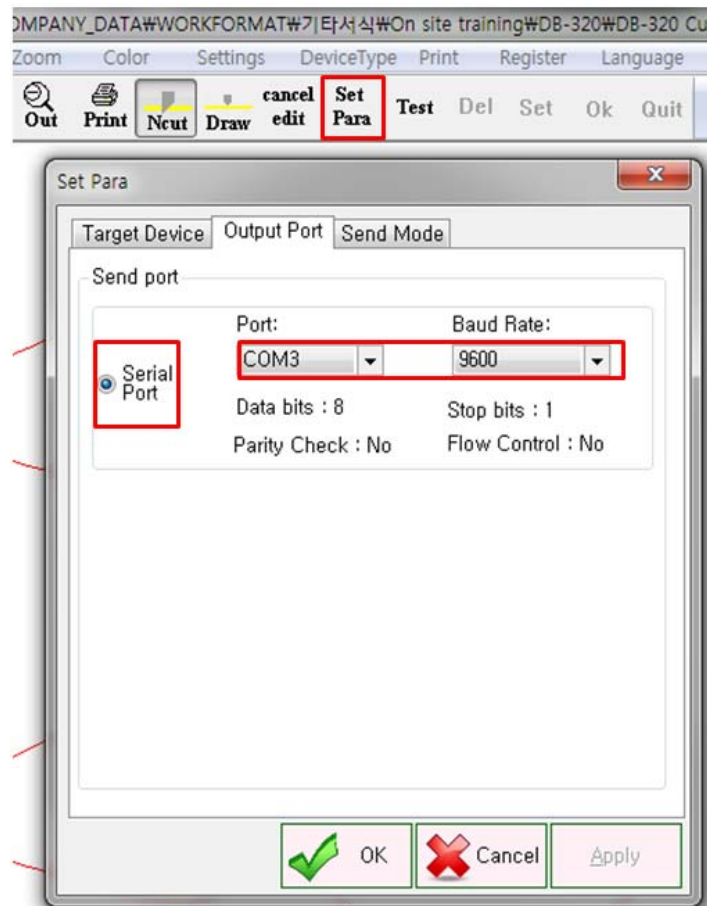 OMPANY_DATA₩WORKFORMAT₩기타서식₩On site training₩DB-320₩DB-320 Cu
Zoom Color Settings DeviceType Print Register Language
Out Print Ncut Draw cancel edit Set Para Test Del Set Ok Quit
Set Para
Target Device Output Port Send Mode
Send port
Port: Baud Rate:
Serial Port
COM3 9600
Data bits : 8 Stop bits : 1
Parity Check : No Flow Control : No
OK Cancel Apply